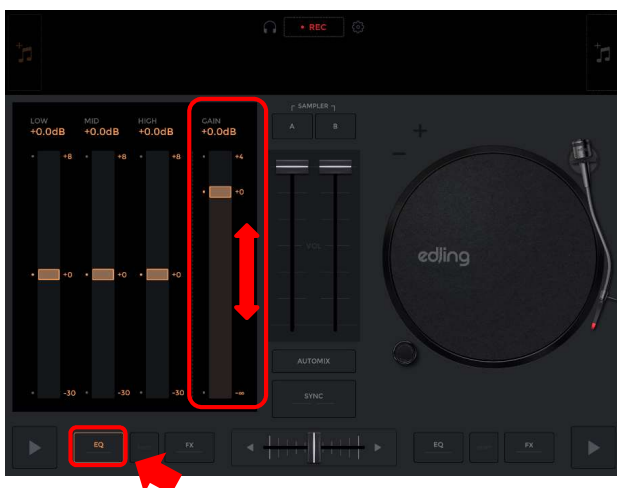 REC
SAMPLER
A B
LOW MID HIGH GAIN
+0.0dB +0.0dB +0.0dB +0.0dB
+8 +8 +8 +4
+0
+0 +0 +0
-30 -30 -30 -∞
VOL
edjing
AUTOMIX
SYNC
EQ FX EQ FX